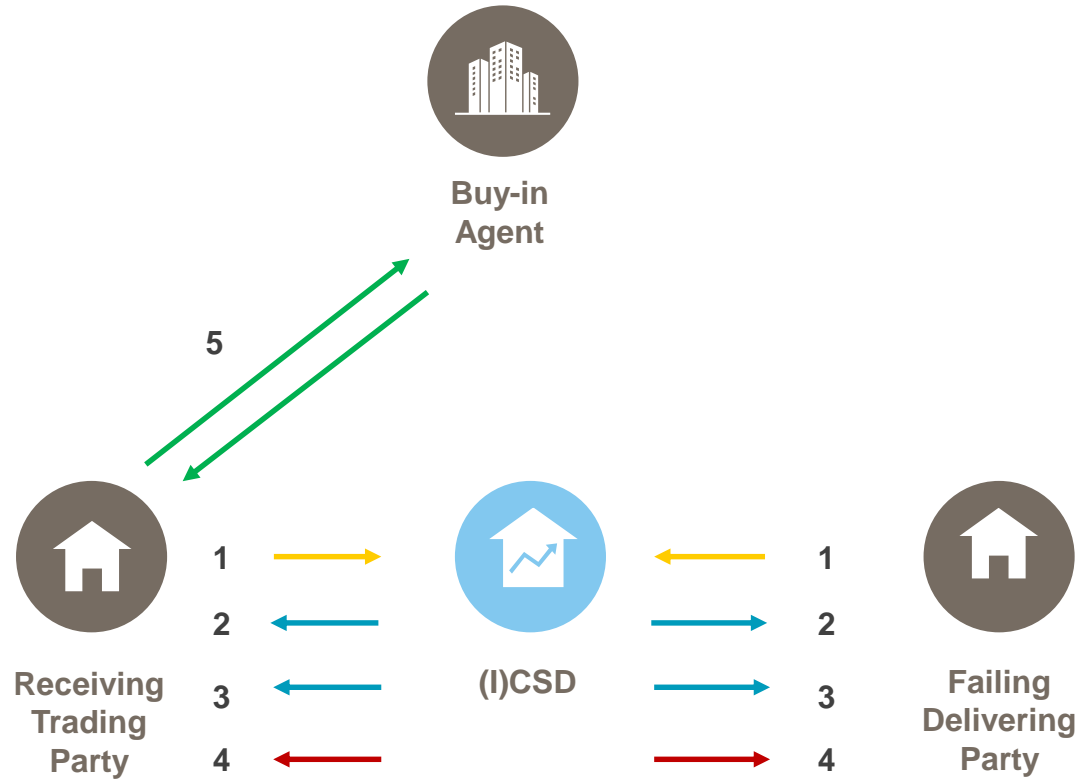 Buy-in
Agent
5
1
1
2
2
3
3
4
4
Receiving
Trading
Party
(I)CSD
Failing
Delivering
Party